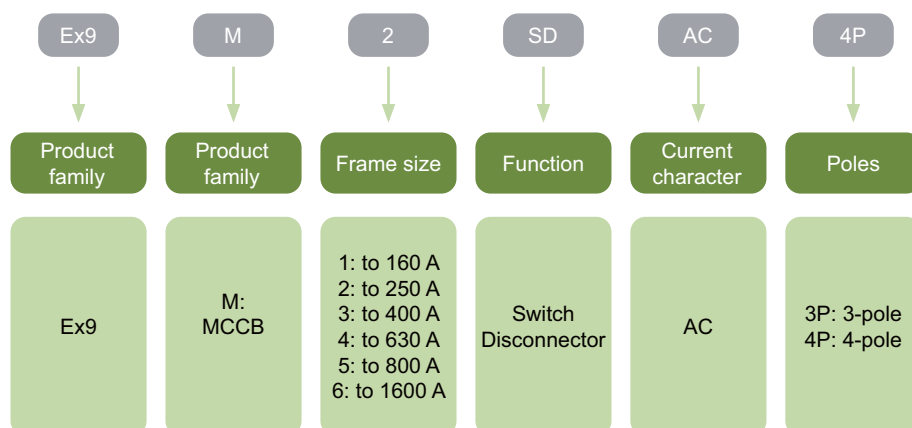 Ex9
M
2
SD
AC
4P
Product
family
Product
family
Frame size
Function
Current
character
Poles
Ex9
M:
MCCB
1: to 160 A
2: to 250 A
3: to 400 A
4: to 630 A
5: to 800 A
6: to 1600 A
Switch
Disconnector
AC
3P: 3-pole
4P: 4-pole